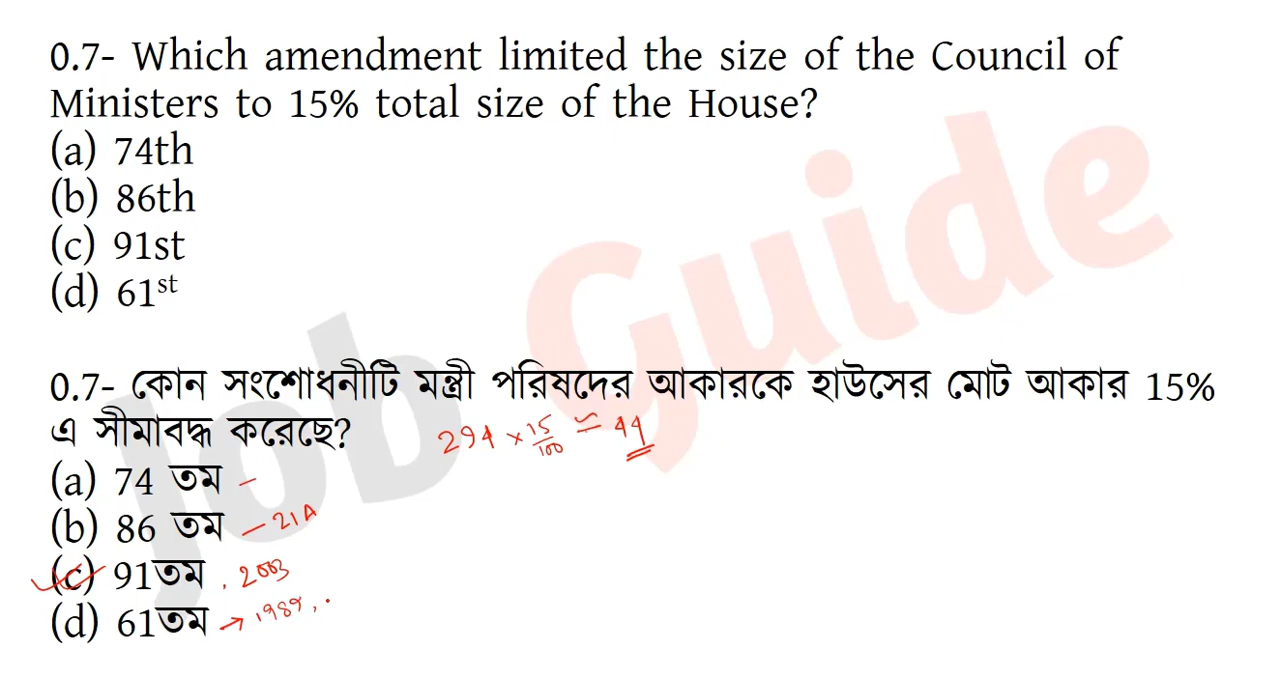 0.7- Which amendment limited the size of the Council of
Ministers to 15% total size of the House?
(a) 74th
(b) 86th
(c) 91st
(d) 61st
0.7- কোন সংশোধনীটি মন্ত্রী পরিষদের আকারকে হাউসের মোট আকার 15%
এ সীমাবদ্ধ করেছে?
294 × 15/100 ≃ 44
(a) 74 তম -
(b) 86 তম - 21A
(c) 91তম . 2003
(d) 61তম → 1989, .
Job Guide